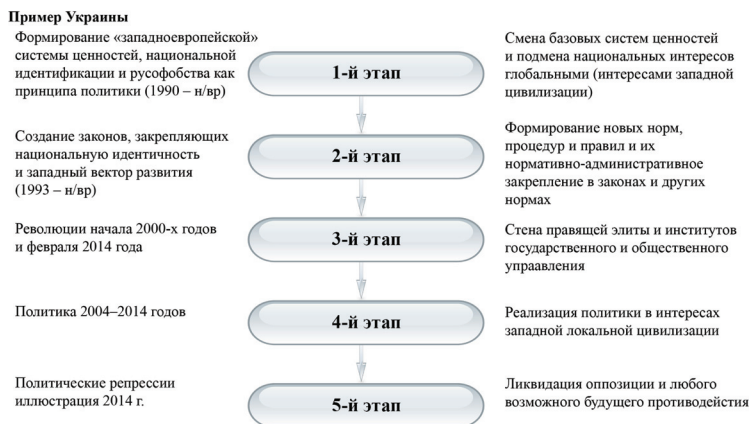 Пример Украины
Формирование «западноевропейской»
системы ценностей, национальной
идентификации и русофобства как
принципа политики (1990 – н/вр)
1-й этап
Смена базовых систем ценностей
и подмена национальных интересов
глобальными (интересами западной
цивилизации)
Создание законов, закрепляющих
национальную идентичность
и западный вектор развития
(1993 – н/вр)
2-й этап
Формирование новых норм,
процедур и правил и их
нормативно-административное
закрепление в законах и других
нормах
Революции начала 2000-х годов
и февраля 2014 года
3-й этап
Стена правящей элиты и институтов
государственного и общественного
упраавления
Политика 2004–2014 годов
4-й этап
Реализация политики в интересах
западной локальной цивилизации
Политические репрессии
иллюстрация 2014 г.
5-й этап
Ликвидация оппозиции и любого
возможного будущего противодейстия